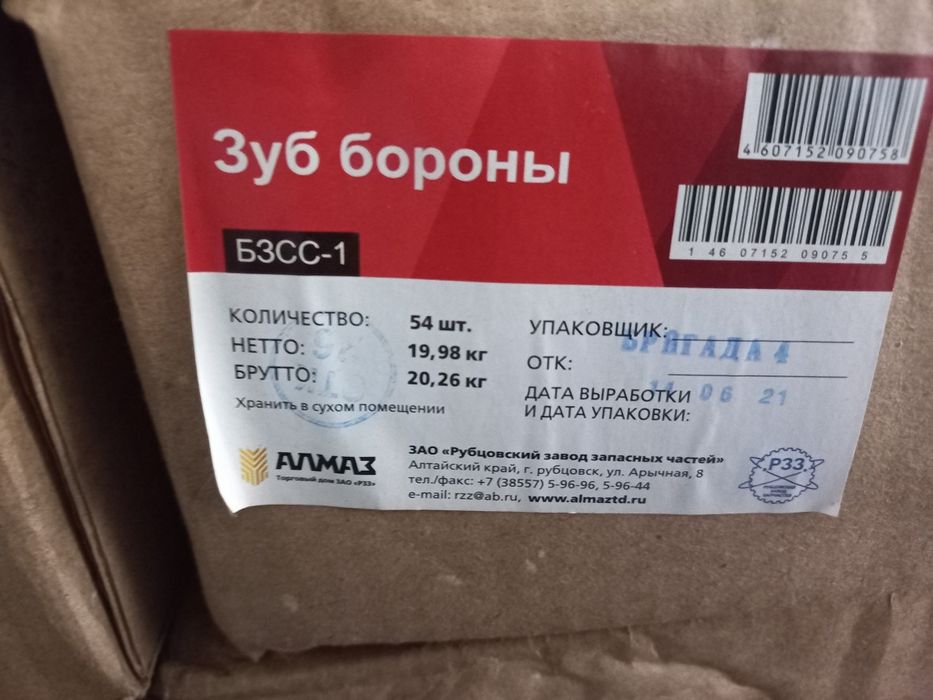 Зуб бороны
БЗСС-1
4 607152 090758
1 46 07152 09075 5
КОЛИЧЕСТВО: 54 шт.
НЕТТО: 19,98 кг
БРУТТО: 20,26 кг
Хранить в сухом помещении
УПАКОВЩИК:
БРИГАДА 4
ОТК:
ДАТА ВЫРАБОТКИ
И ДАТА УПАКОВКИ:
11 06 21
АЛМАЗ
Торговый дом ЗАО «РЗЗ»
ЗАО «Рубцовский завод запасных частей»
Алтайский край, г. рубцовск, ул. Арычная, 8
тел./факс: +7 (38557) 5-96-96, 5-96-44
e-mail: rzz@ab.ru, www.almaztd.ru
РЗЗ